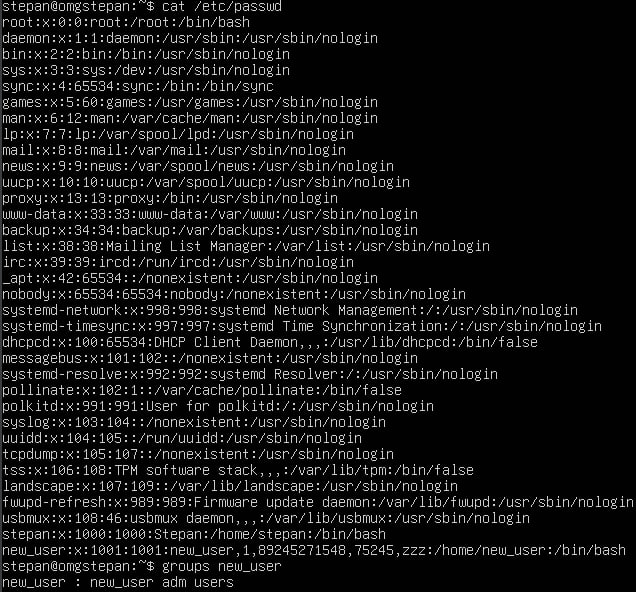 stepan@omgstepan:~$ cat /etc/passwd
root:x:0:0:root:/root:/bin/bash
daemon:x:1:1:daemon:/usr/sbin:/usr/sbin/nologin
bin:x:2:2:bin:/bin:/usr/sbin/nologin
sys:x:3:3:sys:/dev:/usr/sbin/nologin
sync:x:4:65534:sync:/bin:/bin/sync
games:x:5:60:games:/usr/games:/usr/sbin/nologin
man:x:6:12:man:/var/cache/man:/usr/sbin/nologin
lp:x:7:7:lp:/var/spool/lpd:/usr/sbin/nologin
mail:x:8:8:mail:/var/mail:/usr/sbin/nologin
news:x:9:9:news:/var/spool/news:/usr/sbin/nologin
uucp:x:10:10:uucp:/var/spool/uucp:/usr/sbin/nologin
proxy:x:13:13:proxy:/bin:/usr/sbin/nologin
www-data:x:33:33:www-data:/var/www:/usr/sbin/nologin
backup:x:34:34:backup:/var/backups:/usr/sbin/nologin
list:x:38:38:Mailing List Manager:/var/list:/usr/sbin/nologin
irc:x:39:39:ircd:/run/ircd:/usr/sbin/nologin
_apt:x:42:65534::/nonexistent:/usr/sbin/nologin
nobody:x:65534:65534:nobody:/nonexistent:/usr/sbin/nologin
systemd-network:x:998:998:systemd Network Management:/:/usr/sbin/nologin
systemd-timesync:x:997:997:systemd Time Synchronization:/:/usr/sbin/nologin
dhcpcd:x:100:65534:DHCP Client Daemon,,,:/usr/lib/dhcpcd:/bin/false
messagebus:x:101:102::/nonexistent:/usr/sbin/nologin
systemd-resolve:x:992:992:systemd Resolver:/:/usr/sbin/nologin
pollinate:x:102:1::/var/cache/pollinate:/bin/false
polkitd:x:991:991:User for polkitd:/:/usr/sbin/nologin
syslog:x:103:104::/nonexistent:/usr/sbin/nologin
uuidd:x:104:105::/run/uuidd:/usr/sbin/nologin
tcpdump:x:105:107::/nonexistent:/usr/sbin/nologin
tss:x:106:108:TPM software stack,,,:/var/lib/tpm:/bin/false
landscape:x:107:109::/var/lib/landscape:/usr/sbin/nologin
fwupd-refresh:x:989:989:Firmware update daemon:/var/lib/fwupd:/usr/sbin/nologin
usbmux:x:108:46:usbmux daemon,,,:/var/lib/usbmux:/usr/sbin/nologin
stepan:x:1000:1000:Stepan:/home/stepan:/bin/bash
new_user:x:1001:1001:new_user,1,89245271548,75245,zzz:/home/new_user:/bin/bash
stepan@omgstepan:~$ groups new_user
new_user : new_user adm users